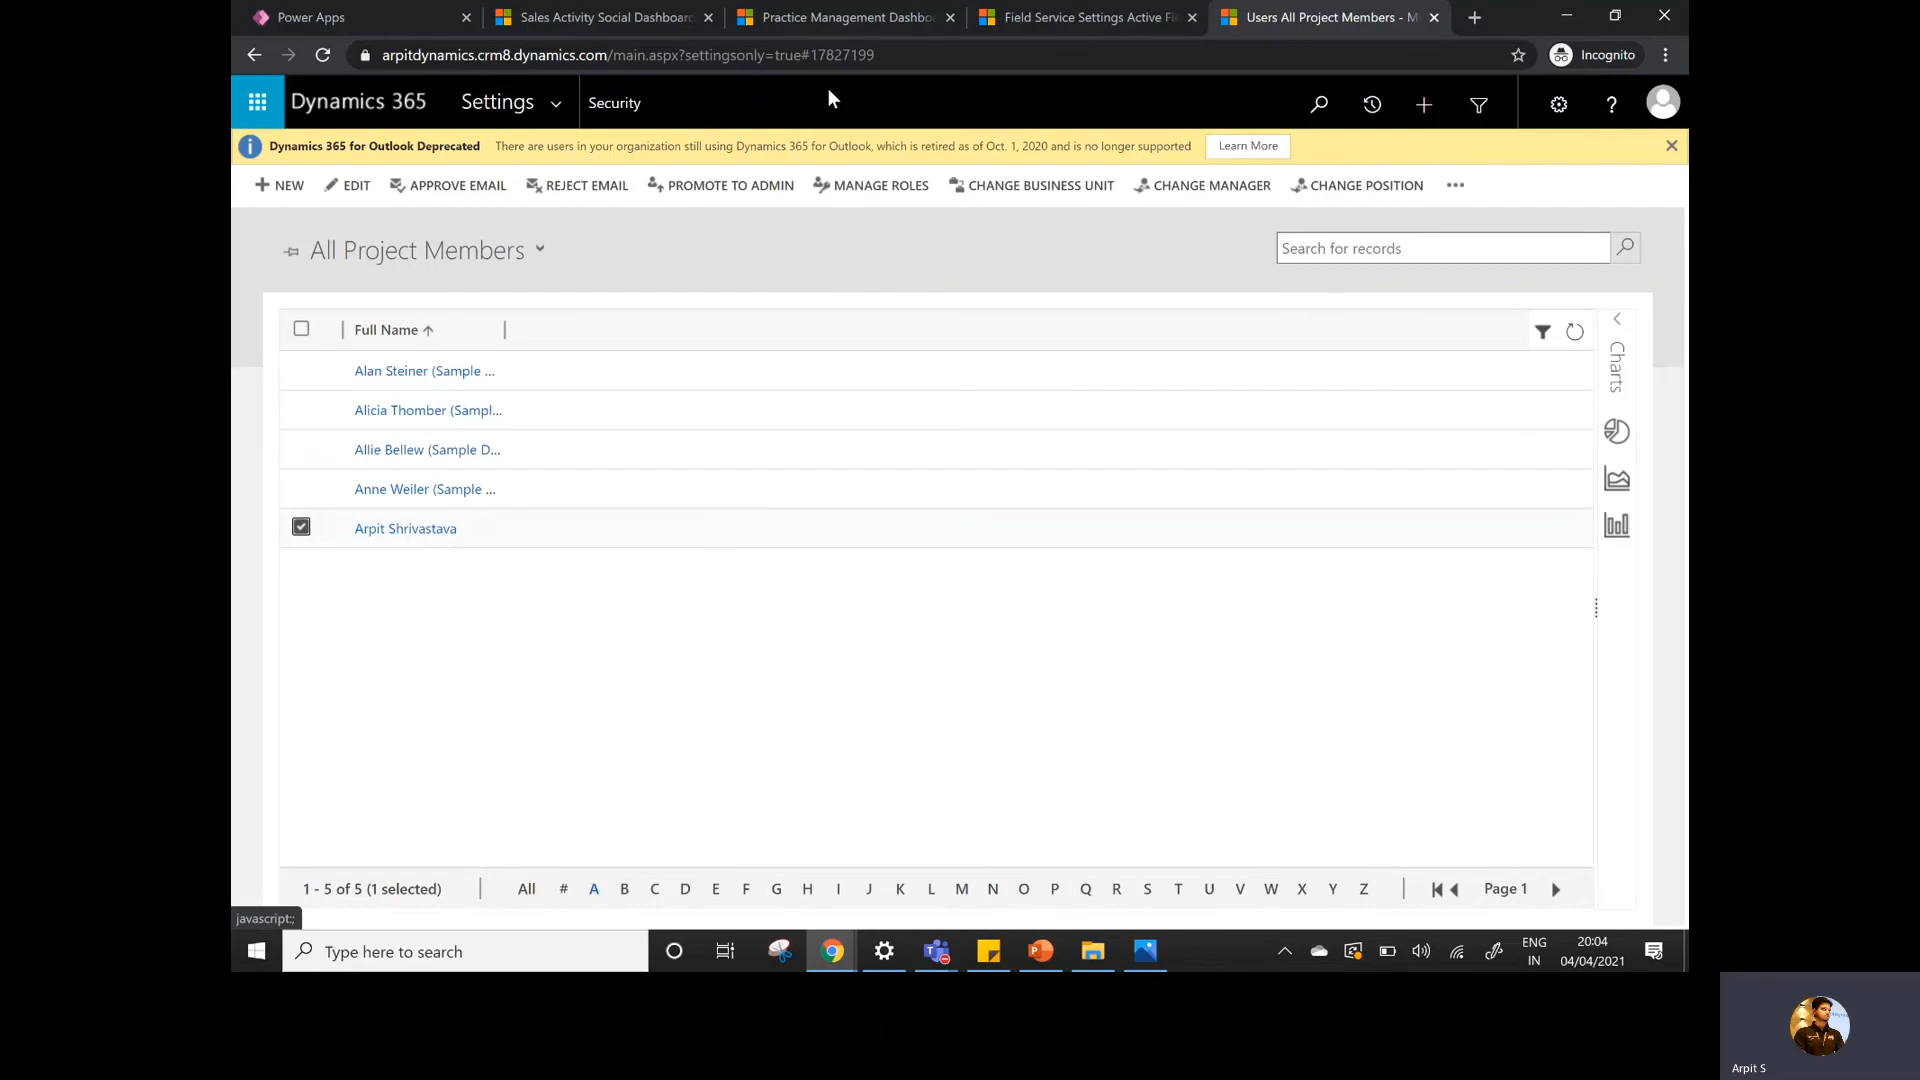 Power Apps
Sales Activity Social Dashboard
Practice Management Dashbo
Field Service Settings Active Fi
Users All Project Members - M
arpitdynamics.crm8.dynamics.com/main.aspx?settingsonly=true#17827199
Incognito
Dynamics 365
Settings
Security
Dynamics 365 for Outlook Deprecated There are users in your organization still using Dynamics 365 for Outlook, which is retired as of Oct. 1, 2020 and is no longer supported
Learn More
NEW
EDIT
APPROVE EMAIL
REJECT EMAIL
PROMOTE TO ADMIN
MANAGE ROLES
CHANGE BUSINESS UNIT
CHANGE MANAGER
CHANGE POSITION
All Project Members
Search for records
Full Name
Charts
Alan Steiner (Sample ...
Alicia Thomber (Sampl...
Allie Bellew (Sample D...
Anne Weiler (Sample ...
Arpit Shrivastava
1 - 5 of 5 (1 selected)
All # A B C D E F G H I J K L M N O P Q R S T U V W X Y Z
Page 1
javascript:;
Type here to search
ENG
IN
20:04
04/04/2021
Arpit S